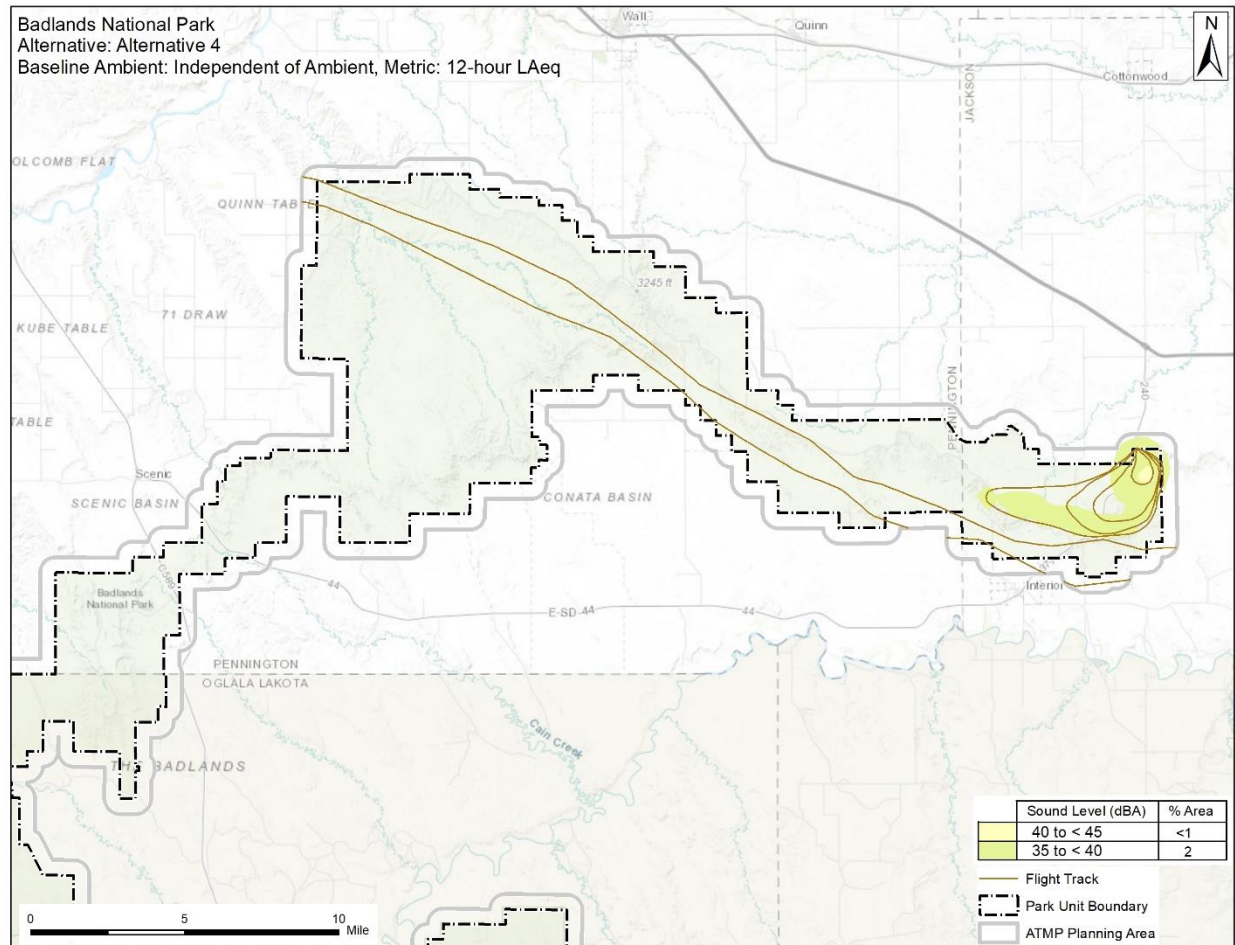 Badlands National Park
Alternative: Alternative 4
Baseline Ambient: Independent of Ambient, Metric: 12-hour LAeq
N
Wall
Quinn
Cottonwood
JACKSON
PENNINGTON
OLCOMB FLAT
QUINN TABLE
3245 ft
71 DRAW
KUBE TABLE
TABLE
240
Scenic
SCENIC BASIN
CONATA BASIN
Badlands
National Park
44
E SD 44
44
Interior
PENNINGTON
OGLALA LAKOTA
Cain Creek
THE BADLANDS
Sound Level (dBA) % Area
40 to < 45 <1
35 to < 40 2
Flight Track
Park Unit Boundary
ATMP Planning Area
0 5 10
Mile